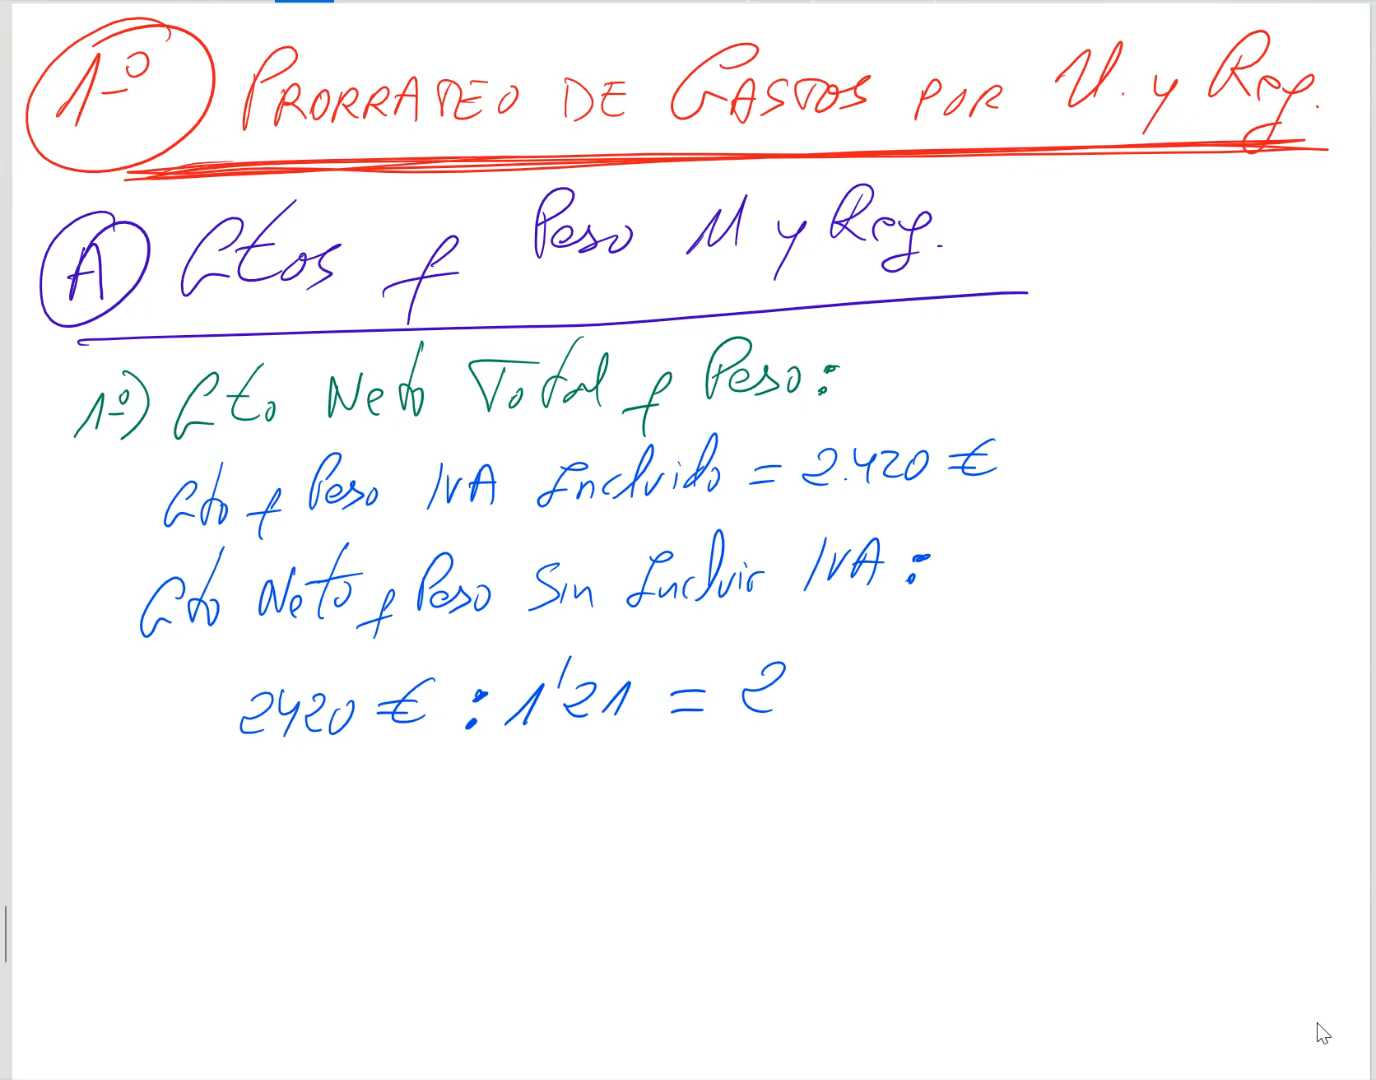 1º PRORRATEO DE GASTOS POR U. y Reg.
A Gtos f Peso M y Reg.
1º) Gto Neto Total f Peso:
Gto f Peso IVA Incluido = 2.420 €
Gto Neto f Peso Sin Incluir IVA:
2420 € : 1'21 = 2